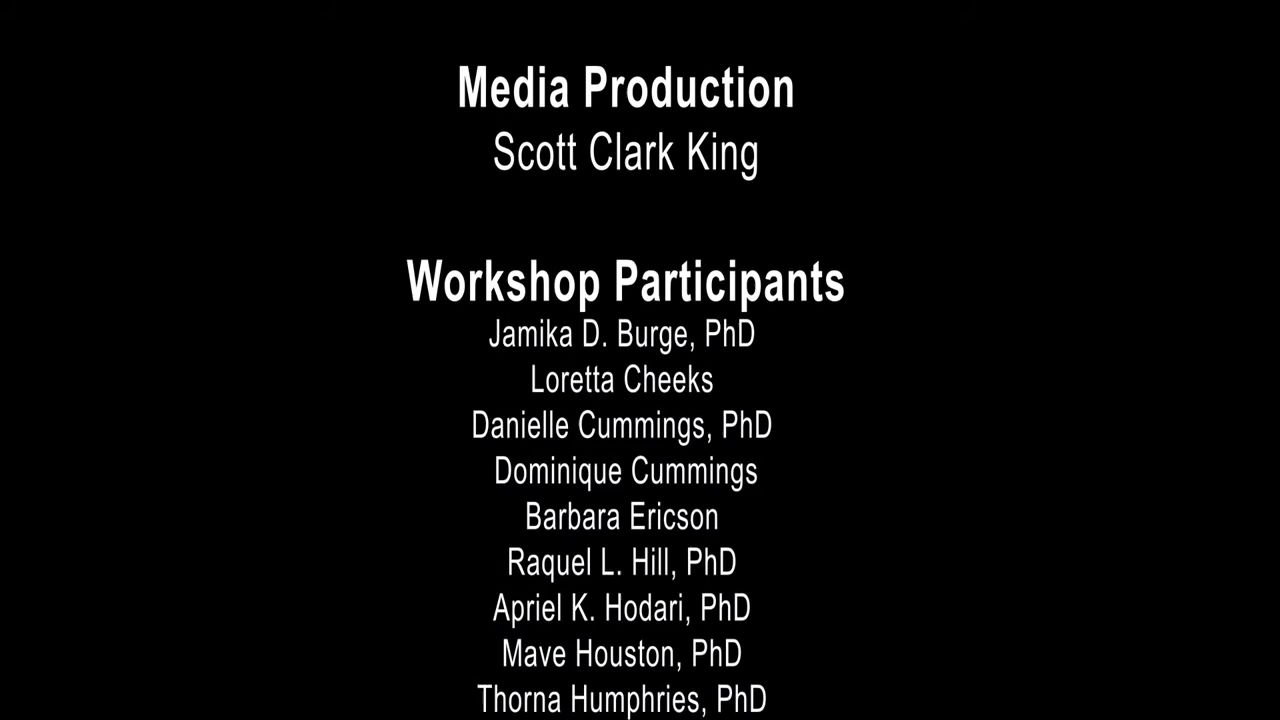 Media Production
Scott Clark King
Workshop Participants
Jamika D. Burge, PhD
Loretta Cheeks
Danielle Cummings, PhD
Dominique Cummings
Barbara Ericson
Raquel L. Hill, PhD
Apriel K. Hodari, PhD
Mave Houston, PhD
Thorna Humphries, PhD